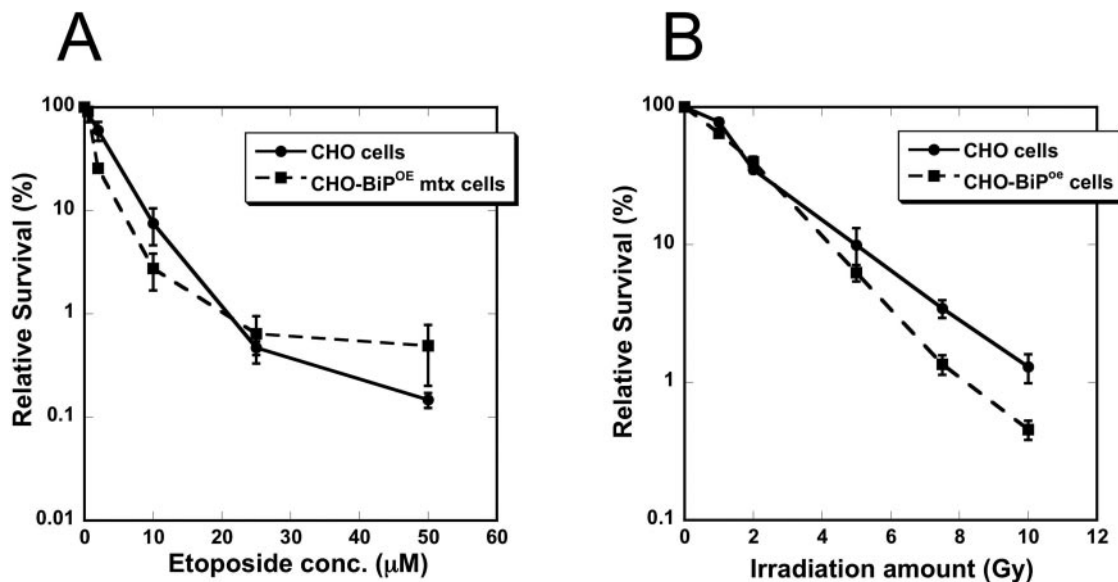 A
Relative Survival (%)
100
10
1
0.1
0.01
CHO cells
CHO-BiP^OE mtx cells
0 10 20 30 40 50 60
Etoposide conc. (μM)
B
Relative Survival (%)
100
10
1
0.1
CHO cells
CHO-BiP^oe cells
0 2 4 6 8 10 12
Irradiation amount (Gy)